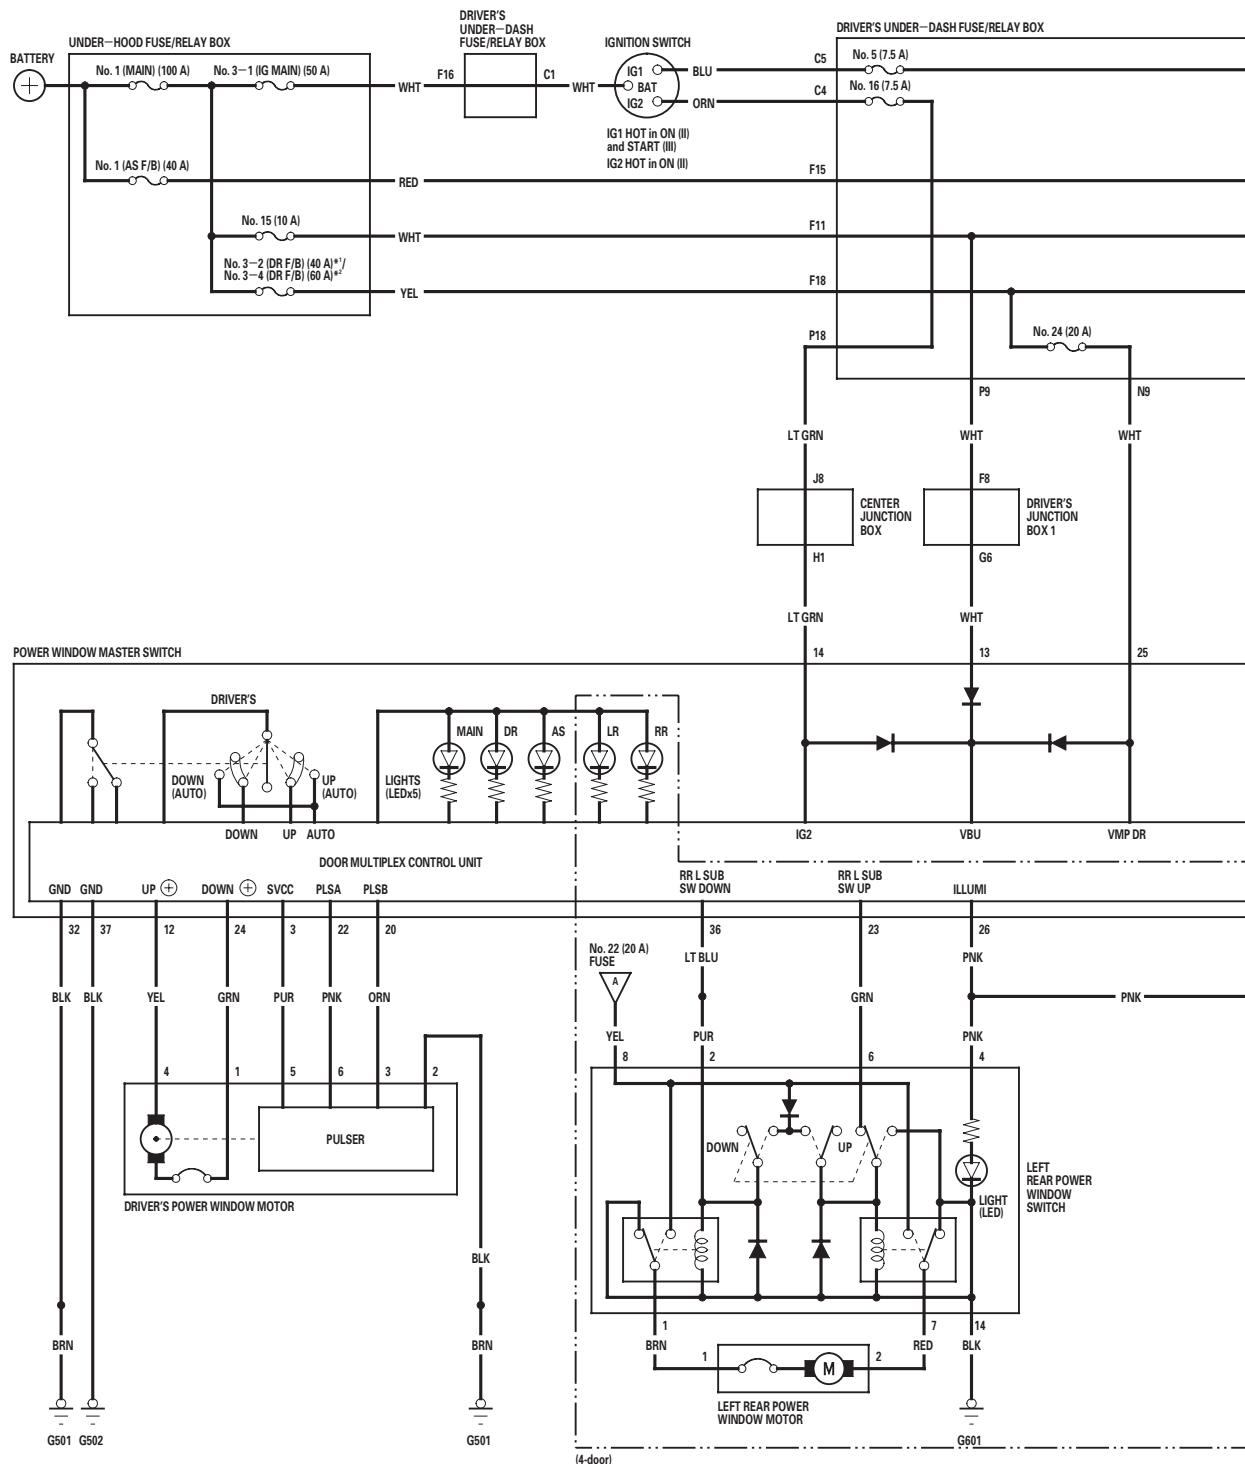 DRIVER'S
UNDER–DASH
FUSE/RELAY BOX
DRIVER'S UNDER–DASH FUSE/RELAY BOX
UNDER–HOOD FUSE/RELAY BOX
IGNITION SWITCH
BATTERY
No. 1 (MAIN) (100 A)
No. 3–1 (IG MAIN) (50 A)
F16
C1
IG1
BLU
C5
No. 5 (7.5 A)
WHT
WHT
BAT
No. 16 (7.5 A)
IG2
ORN
C4
IG1 HOT in ON (II)
and START (III)
IG2 HOT in ON (II)
No. 1 (AS F/B) (40 A)
RED
F15
No. 15 (10 A)
WHT
F11
No. 3–2 (DR F/B) (40 A)*1/
No. 3–4 (DR F/B) (60 A)*2
YEL
F18
P18
No. 24 (20 A)
P9
N9
LT GRN
WHT
WHT
J8
F8
CENTER
JUNCTION
BOX
DRIVER'S
JUNCTION
BOX 1
H1
G6
LT GRN
WHT
POWER WINDOW MASTER SWITCH
14
13
25
DRIVER'S
MAIN
DR
AS
LR
RR
DOWN
(AUTO)
UP
(AUTO)
LIGHTS
(LEDx5)
DOWN
UP
AUTO
IG2
VBU
VMP DR
DOOR MULTIPLEX CONTROL UNIT
GND
GND
UP
DOWN
SVCC
PLSA
PLSB
RR L SUB
SW DOWN
RR L SUB
SW UP
ILLUMI
32
37
12
24
3
22
20
36
23
26
No. 22 (20 A)
FUSE
A
LT BLU
PNK
BLK
BLK
YEL
GRN
PUR
PNK
ORN
GRN
PNK
YEL
PUR
PNK
8
2
6
4
4
1
5
6
3
2
PULSER
DRIVER'S POWER WINDOW MOTOR
DOWN
UP
LIGHT
(LED)
LEFT
REAR POWER
WINDOW
SWITCH
BLK
1
7
14
BRN
BRN
BRN
RED
BLK
1
M
2
LEFT REAR POWER
WINDOW MOTOR
G501
G502
G501
G601
(4-door)